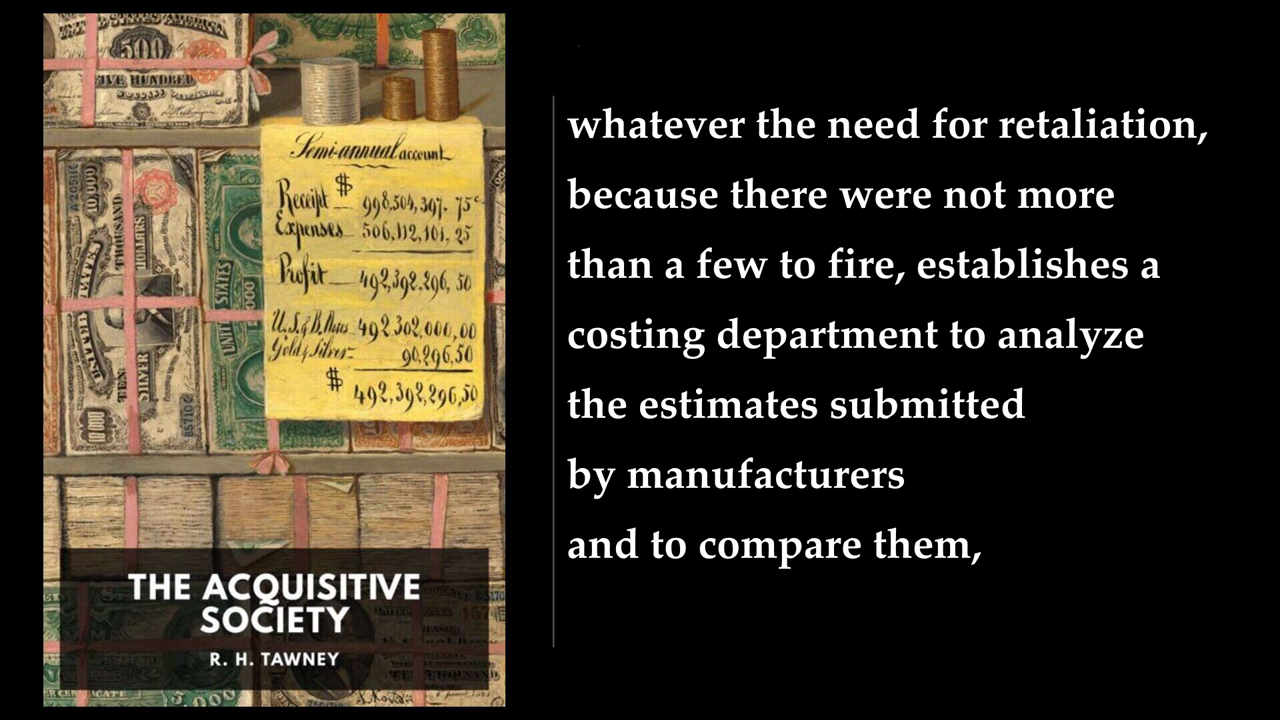 500
FIVE HUNDRED
Semi-annual account
$
Receipt 998,504,397. 75c
Expenses 506,112,101, 25
Profit 492,392,296, 50
U.S. & B. Notes 492 302,000,00
Gold & Silver 90,296,50
$ 492,392,296,50
THE ACQUISITIVE
SOCIETY
R. H. TAWNEY
whatever the need for retaliation,
because there were not more
than a few to fire, establishes a
costing department to analyze
the estimates submitted
by manufacturers
and to compare them,